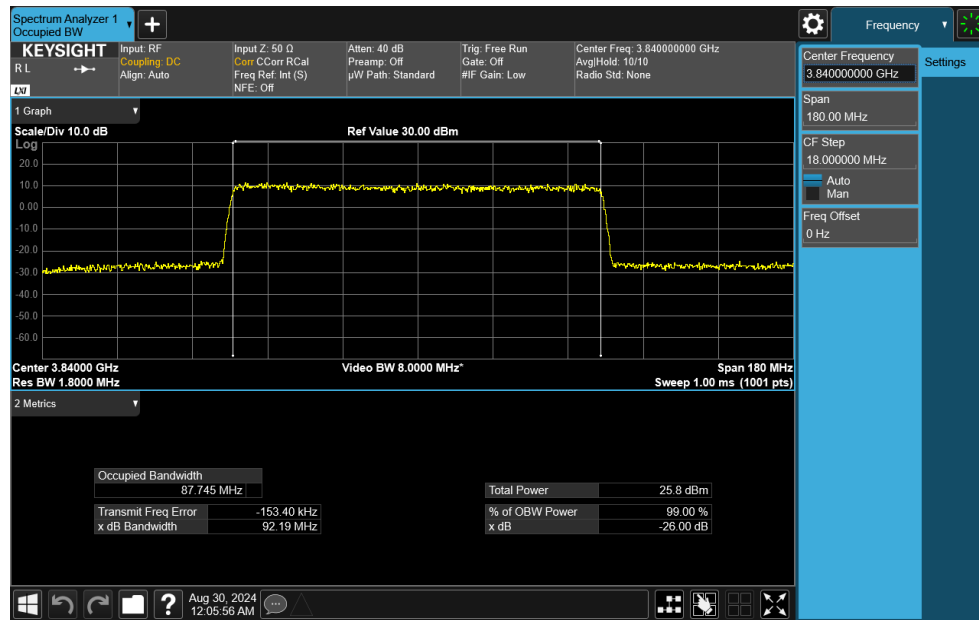 Spectrum Analyzer 1
Occupied BW
Frequency
KEYSIGHT
R L
LXI
Input: RF
Coupling: DC
Align: Auto
Input Z: 50 Ω
Corr CCorr RCal
Freq Ref: Int (S)
NFE: Off
Atten: 40 dB
Preamp: Off
µW Path: Standard
Trig: Free Run
Gate: Off
#IF Gain: Low
Center Freq: 3.840000000 GHz
Avg|Hold: 10/10
Radio Std: None
Center Frequency
3.840000000 GHz
Settings
Span
180.00 MHz
CF Step
18.000000 MHz
Auto
Man
Freq Offset
0 Hz
1 Graph
Scale/Div 10.0 dB
Ref Value 30.00 dBm
Log
20.0
10.0
0.00
-10.0
-20.0
-30.0
-40.0
-50.0
-60.0
Center 3.84000 GHz
Video BW 8.0000 MHz*
Span 180 MHz
Res BW 1.8000 MHz
Sweep 1.00 ms (1001 pts)
2 Metrics
Occupied Bandwidth
87.745 MHz
Total Power 25.8 dBm
Transmit Freq Error -153.40 kHz
% of OBW Power 99.00 %
x dB Bandwidth 92.19 MHz
x dB -26.00 dB
?
Aug 30, 2024
12:05:56 AM